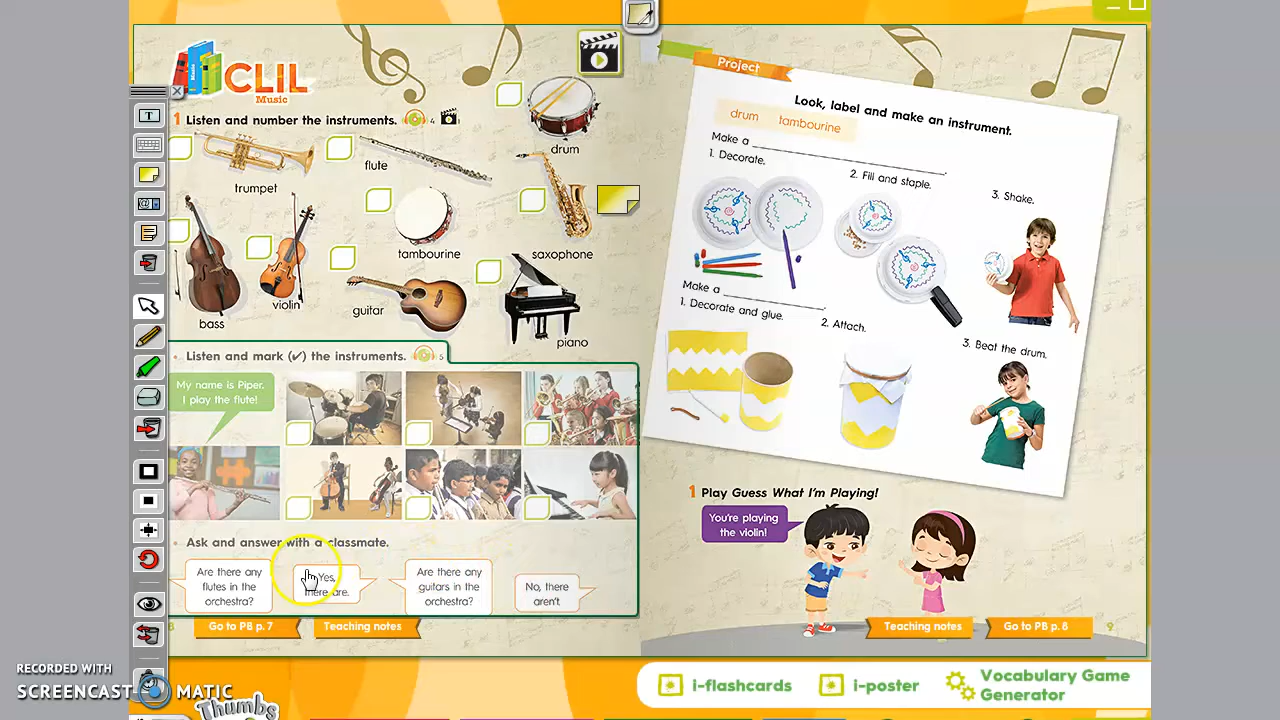 CLIL
Music
1 Listen and number the instruments. 4
drum
trumpet
flute
tambourine
saxophone
bass
violin
guitar
piano
Listen and mark (✓) the instruments. 5
My name is Piper.
I play the flute!
Ask and answer with a classmate.
Are there any
flutes in the
orchestra?
Yes,
there are.
Are there any
guitars in the
orchestra?
No, there
aren't
8
Go to PB p. 7
Teaching notes
Project
Look, label and make an instrument.
drum tambourine
Make a ______.
1. Decorate.
2. Fill and staple.
3. Shake.
Make a ______.
1. Decorate and glue.
2. Attach.
3. Beat the drum.
1 Play Guess What I'm Playing!
You're playing
the violin!
Teaching notes
Go to PB p. 8
9
RECORDED WITH
SCREENCAST MATIC
Thumbs
i-flashcards
i-poster
Vocabulary Game
Generator